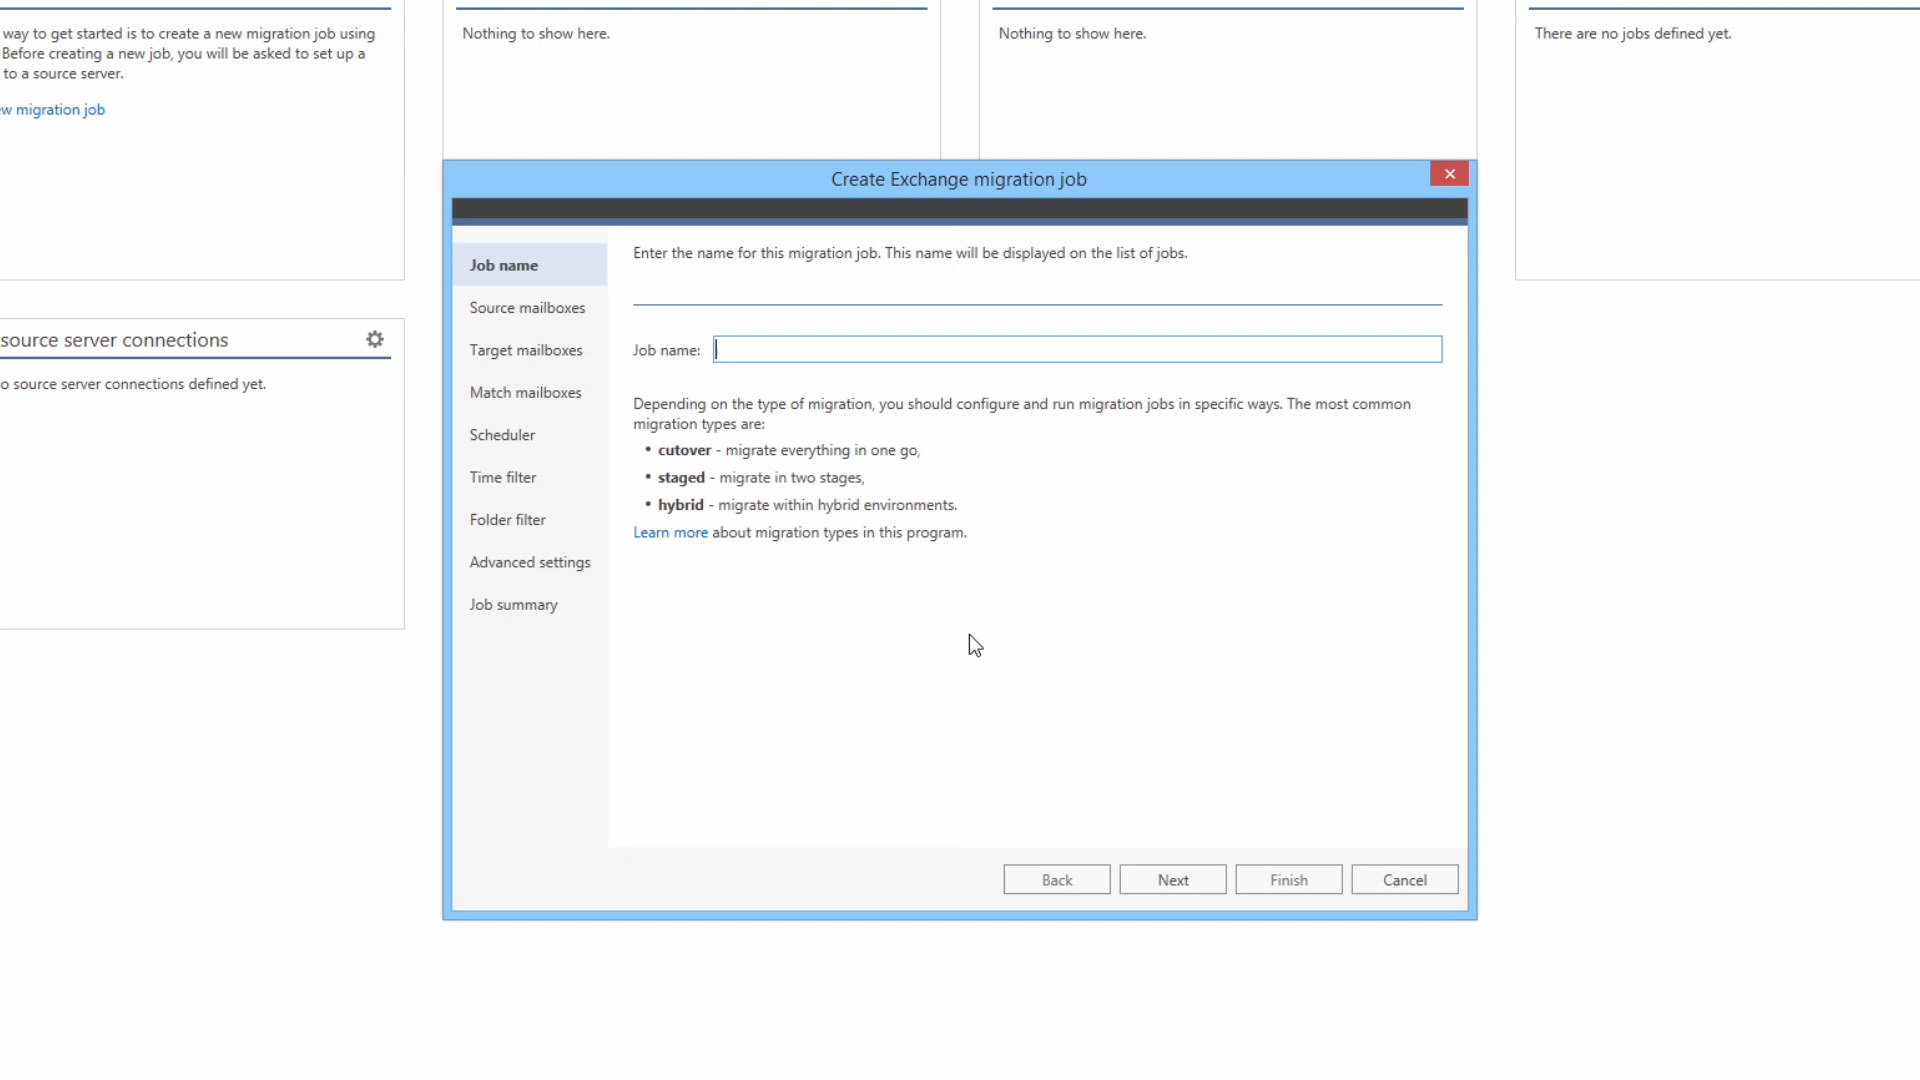 way to get started is to create a new migration job using
Before creating a new job, you will be asked to set up a
to a source server.
migration job
Nothing to show here.
Nothing to show here.
There are no jobs defined yet.
source server connections
source server connections defined yet.
Create Exchange migration job
Job name
Source mailboxes
Target mailboxes
Match mailboxes
Scheduler
Time filter
Folder filter
Advanced settings
Job summary
Enter the name for this migration job. This name will be displayed on the list of jobs.
Job name:
Depending on the type of migration, you should configure and run migration jobs in specific ways. The most common
migration types are:
• cutover - migrate everything in one go,
• staged - migrate in two stages,
• hybrid - migrate within hybrid environments.
Learn more about migration types in this program.
Back
Next
Finish
Cancel